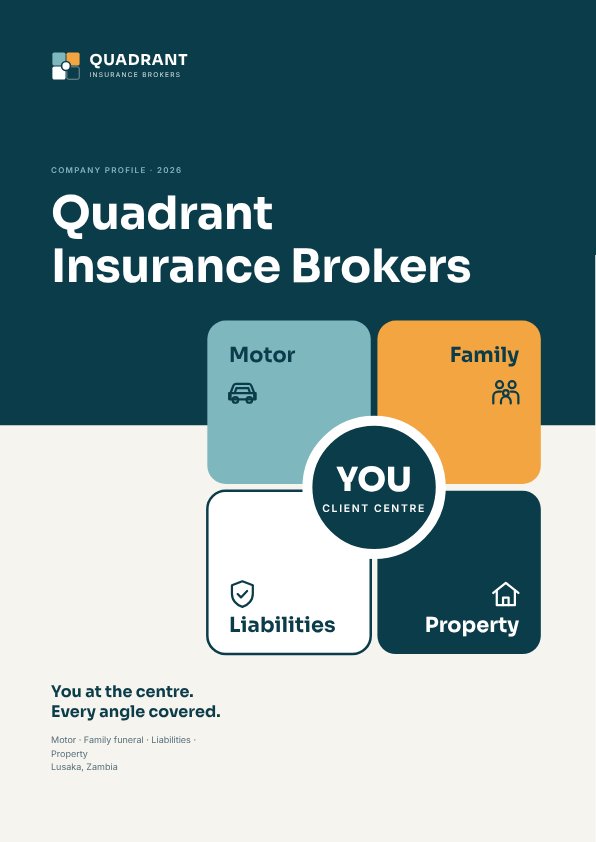 QUADRANT
INSURANCE BROKERS
COMPANY PROFILE · 2026
Quadrant
Insurance Brokers
Motor
Family
YOU
CLIENT CENTRE
Liabilities
Property
You at the centre.
Every angle covered.
Motor · Family funeral · Liabilities ·
Property
Lusaka, Zambia